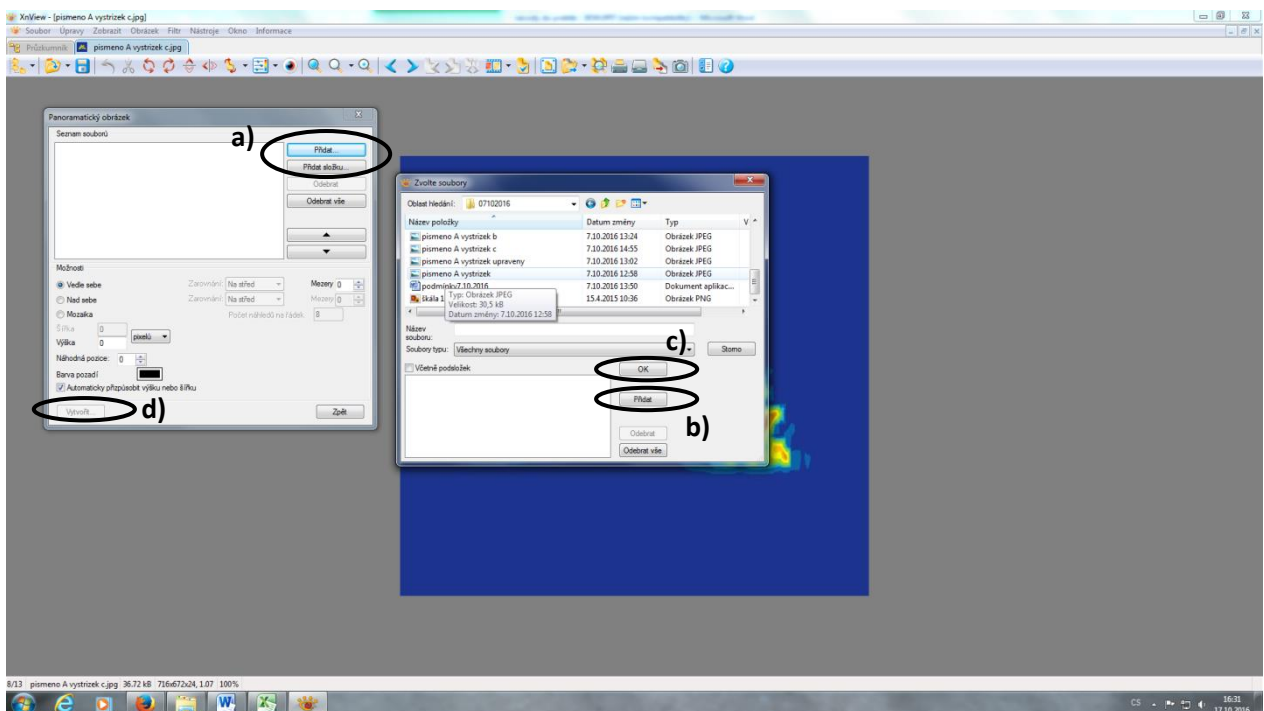 XnView - [pismeno A vystrizek c.jpg]
Soubor Úpravy Zobrazit Obrázek Filtr Nástroje Okno Informace
Průzkumník pismeno A vystrizek c.jpg
Panoramatický obrázek
Seznam souborů
a)
Přidat...
Přidat složku...
Odebrat
Odebrat vše
Možnosti
Vedle sebe Zarovnání: Na střed Mezery 0
Nad sebe Zarovnání: Na střed Mezery 0
Mozaika Počet náhledů na řádek: 8
Šířka 0
Výška 0
pixelů
Náhodná pozice: 0
Barva pozadí
Automaticky přizpůsobit výšku nebo šířku
Vytvořit... d) Zpět
Zvolte soubory
Oblast hledání: 07102016
Název položky Datum změny Typ V
pismeno A vystrizek b 7.10.2016 13:24 Obrázek JPEG
pismeno A vystrizek c 7.10.2016 14:55 Obrázek JPEG
pismeno A vystrizek upraveny 7.10.2016 13:02 Obrázek JPEG
pismeno A vystrizek 7.10.2016 12:58 Obrázek JPEG
podmínky7.10.2016 7.10.2016 13:50 Dokument aplikac...
škála 1 15.4.2015 10:36 Obrázek PNG
Typ: Obrázek JPEG
Velikost: 30,5 kB
Datum změny: 7.10.2016 12:58
Název souboru:
Soubory typu: Všechny soubory c) Storno
Včetně podsložek OK
Přidat
b)
Odebrat
Odebrat vše
8/13 pismeno A vystrizek c.jpg 36.72 kB 716x672x24, 1.07 100%
CS 16:31
17.10.2016